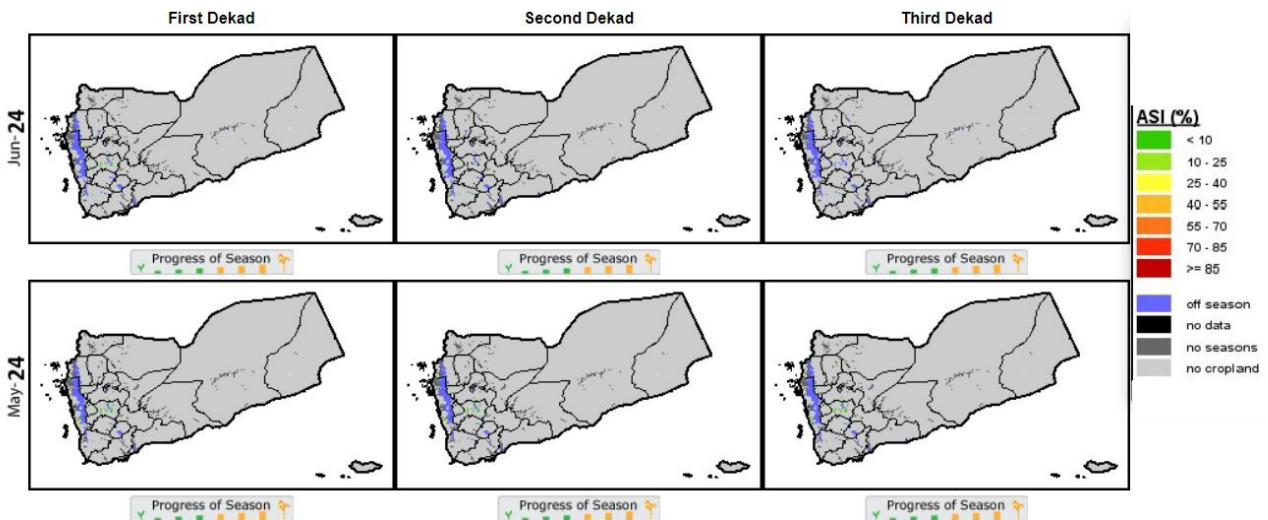 First Dekad
Second Dekad
Third Dekad
Jun-24
Progress of Season
Progress of Season
Progress of Season
May-24
Progress of Season
Progress of Season
Progress of Season
ASI (%)
< 10
10 - 25
25 - 40
40 - 55
55 - 70
70 - 85
>= 85
off season
no data
no seasons
no cropland